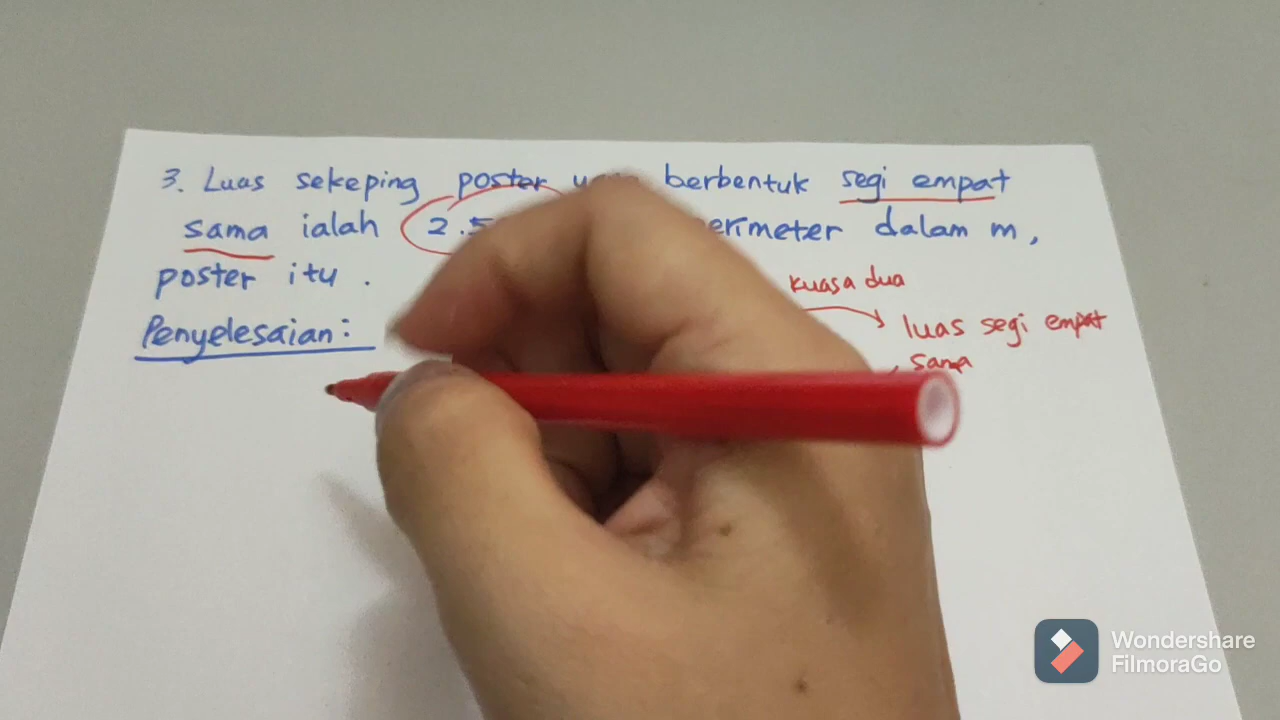 3. Luas sekeping poster berbentuk segi empat
sama ialah 2.5 perimeter dalam m,
poster itu.
Penyelesaian:
kuasa dua
luas segi empat
sama
Wondershare
FilmoraGo